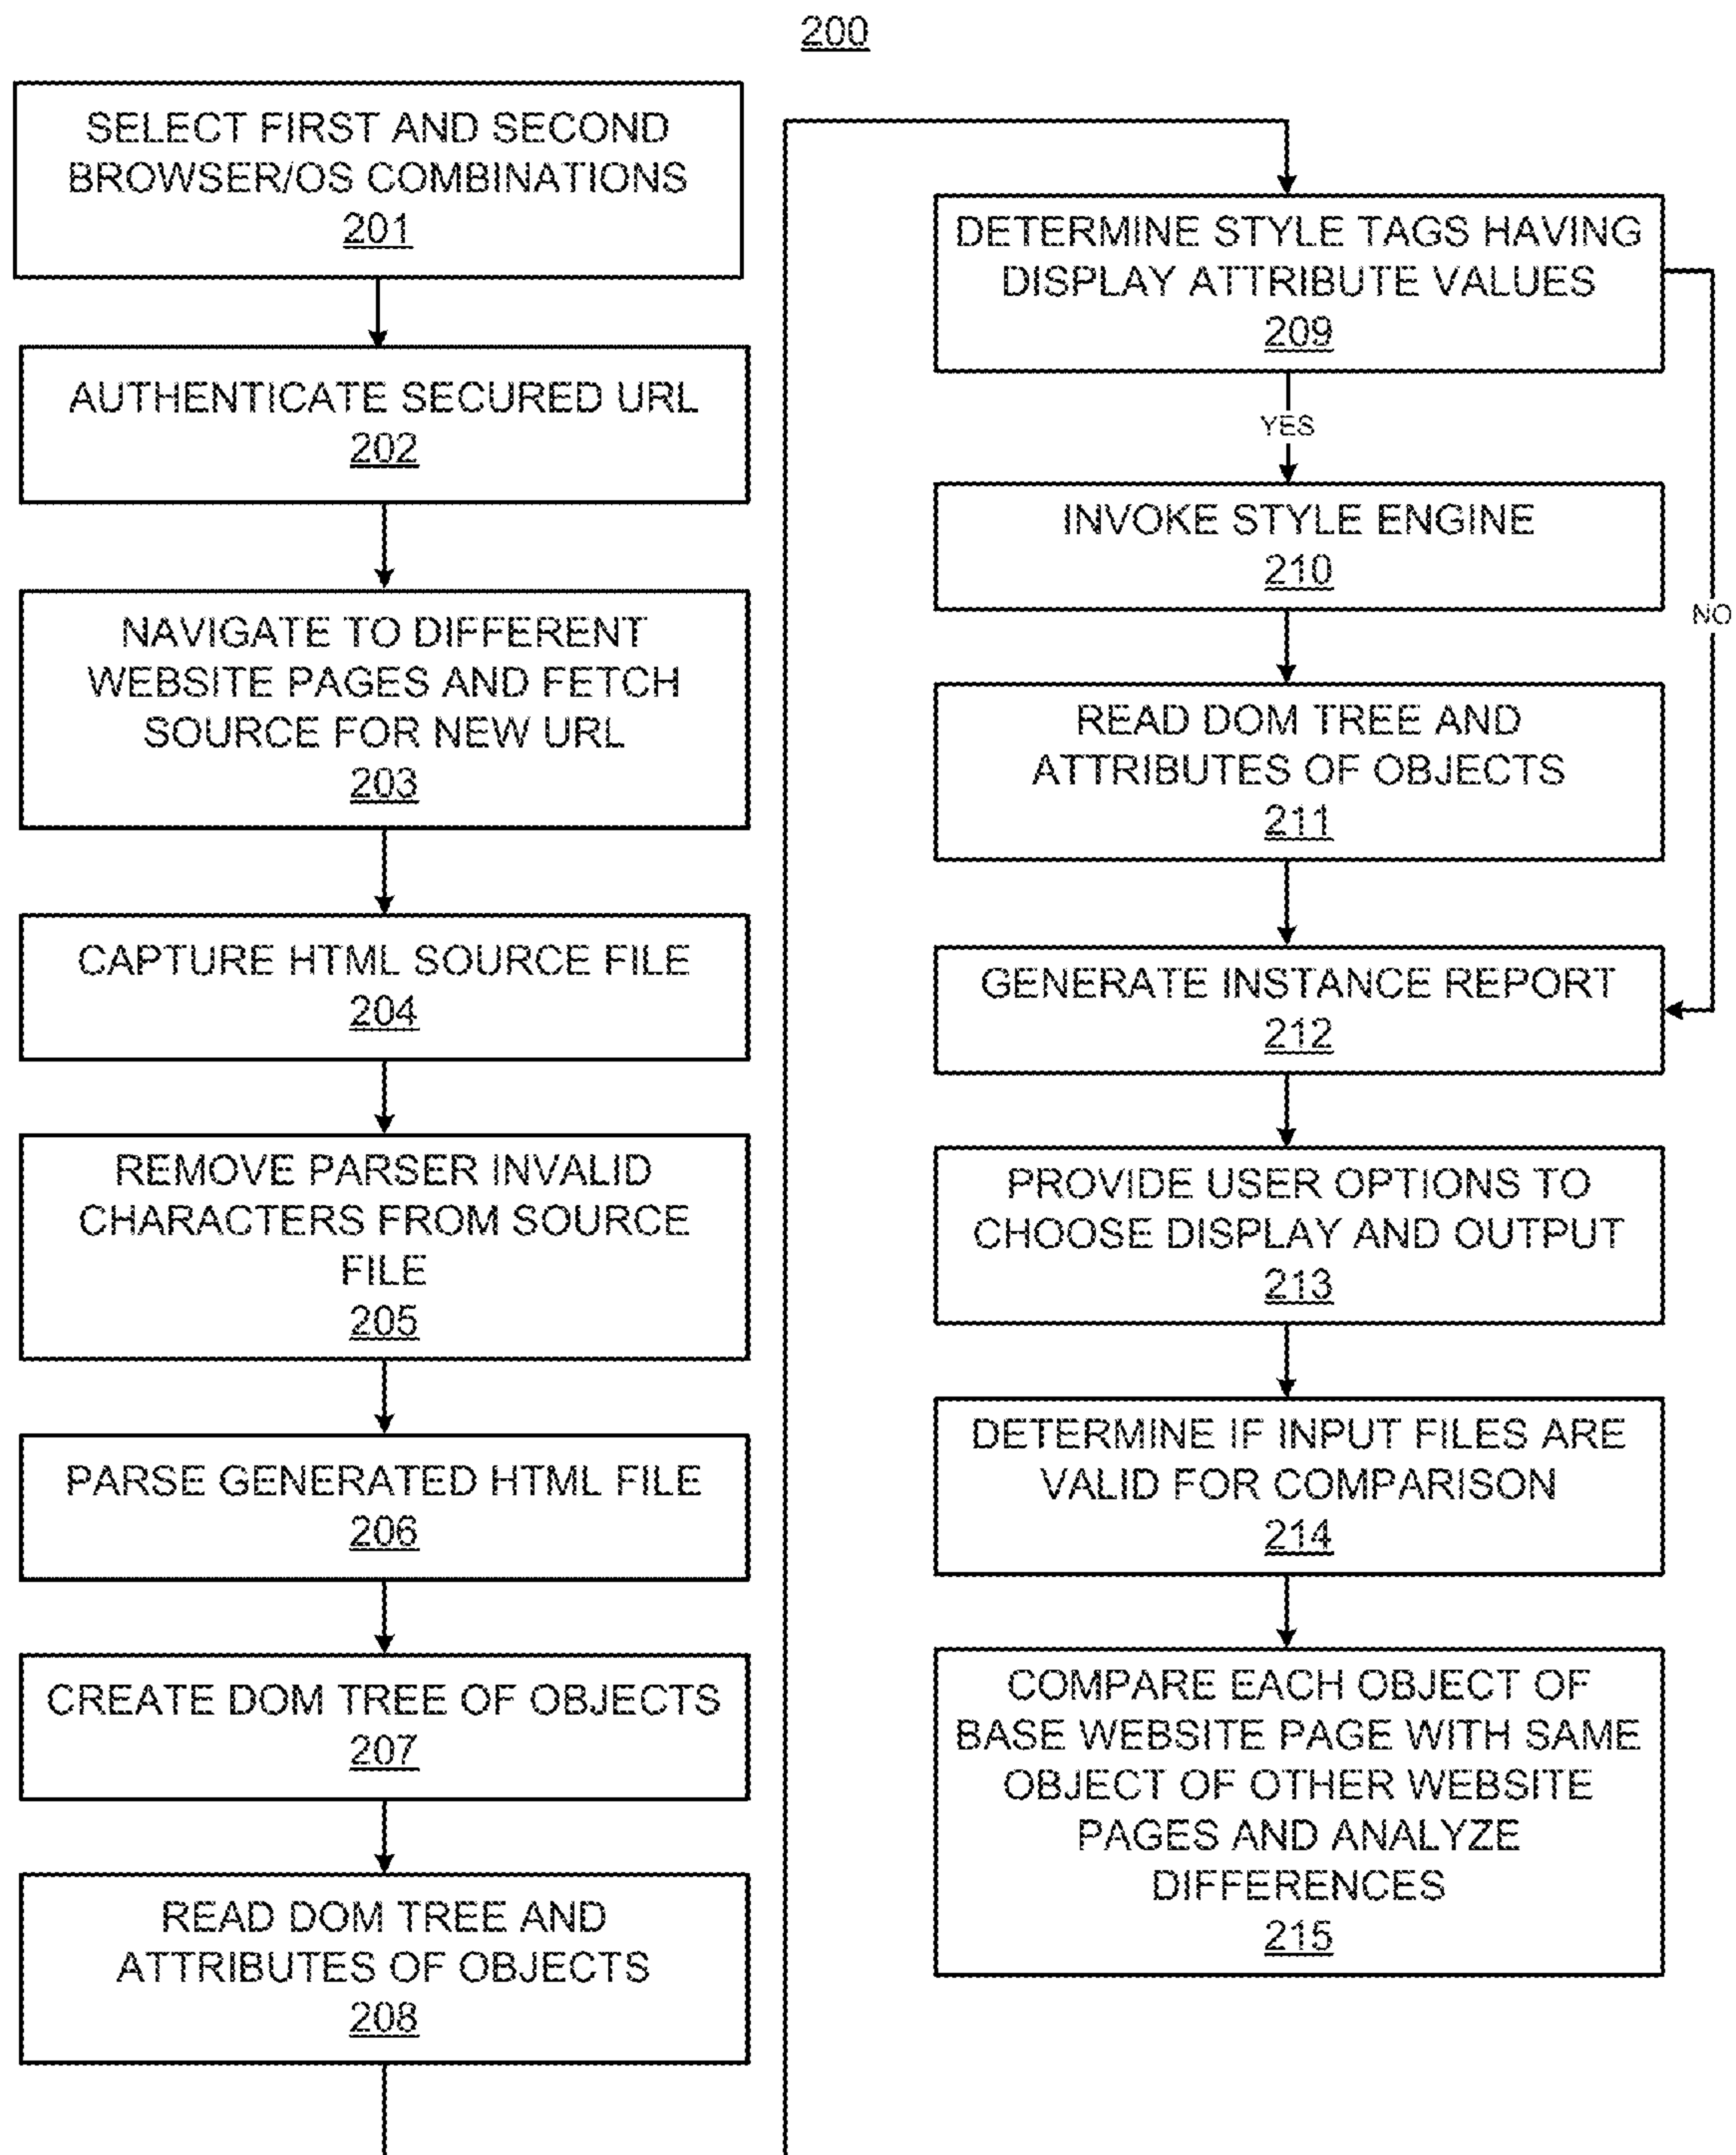 200
SELECT FIRST AND SECOND
BROWSER/OS COMBINATIONS
201
AUTHENTICATE SECURED URL
202
NAVIGATE TO DIFFERENT
WEBSITE PAGES AND FETCH
SOURCE FOR NEW URL
203
CAPTURE HTML SOURCE FILE
204
REMOVE PARSER INVALID
CHARACTERS FROM SOURCE
FILE
205
PARSE GENERATED HTML FILE
206
CREATE DOM TREE OF OBJECTS
207
READ DOM TREE AND
ATTRIBUTES OF OBJECTS
208
DETERMINE STYLE TAGS HAVING
DISPLAY ATTRIBUTE VALUES
209
YES
NO
INVOKE STYLE ENGINE
210
READ DOM TREE AND
ATTRIBUTES OF OBJECTS
211
GENERATE INSTANCE REPORT
212
PROVIDE USER OPTIONS TO
CHOOSE DISPLAY AND OUTPUT
213
DETERMINE IF INPUT FILES ARE
VALID FOR COMPARISON
214
COMPARE EACH OBJECT OF
BASE WEBSITE PAGE WITH SAME
OBJECT OF OTHER WEBSITE
PAGES AND ANALYZE
DIFFERENCES
215